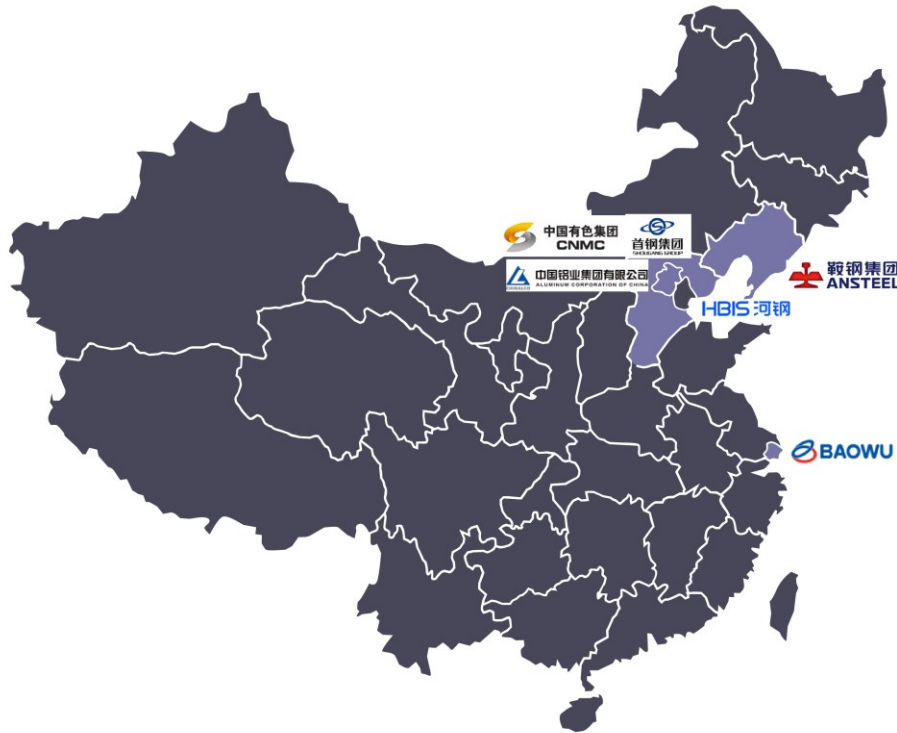 中国有色集团
CNMC
首钢集团
SHOUGANG GROUP
中国铝业集团有限公司
ALUMINUM CORPORATION OF CHINA
鞍钢集团
ANSTEEL
HBIS 河钢
BAOWU